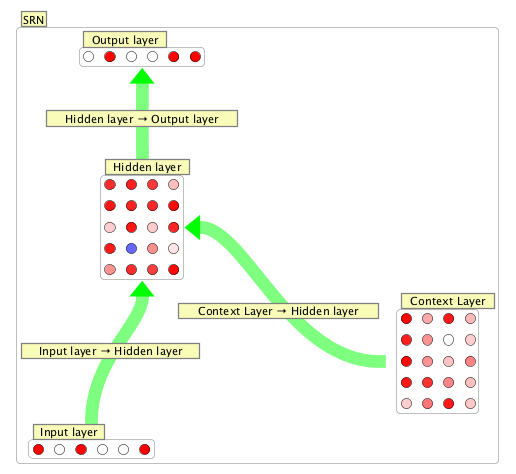 SRN
Output layer
Hidden layer → Output layer
Hidden layer
Context Layer
Context Layer → Hidden layer
Input layer → Hidden layer
Input layer